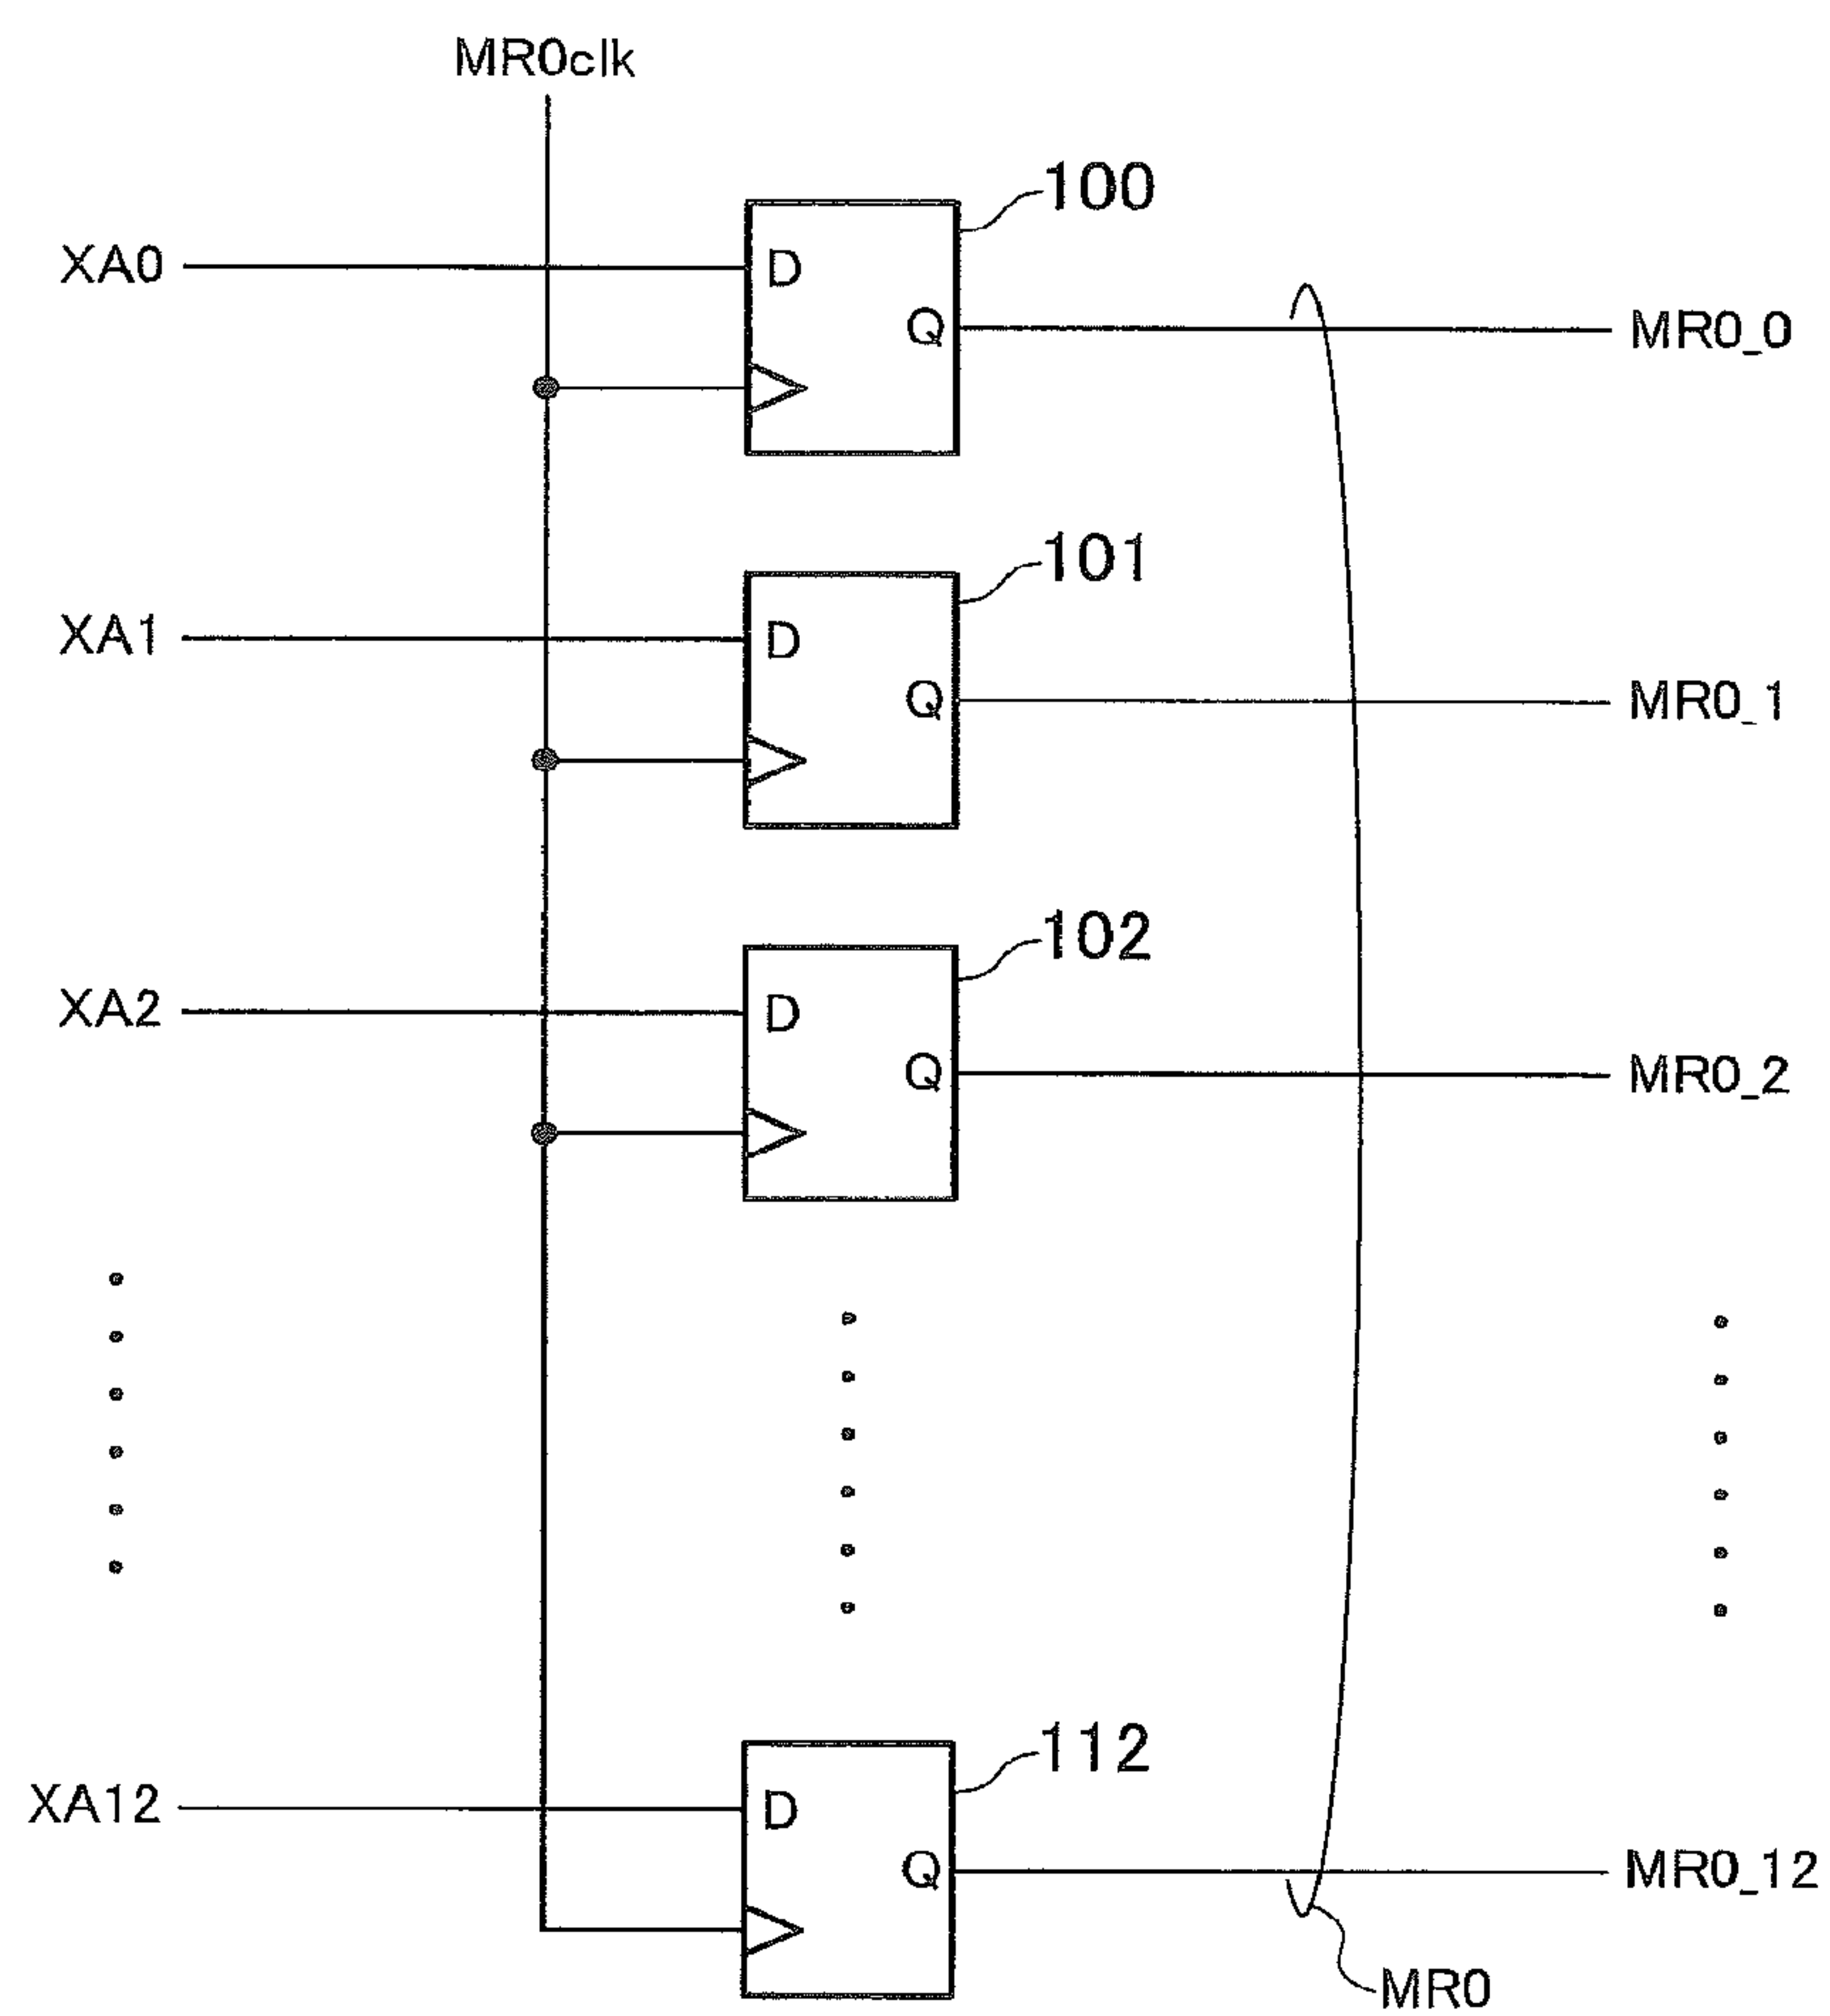 MR0clk
100
XA0
D
Q
MR0_0
101
XA1
D
Q
MR0_1
102
XA2
D
Q
MR0_2
112
XA12
D
Q
MR0_12
MR0